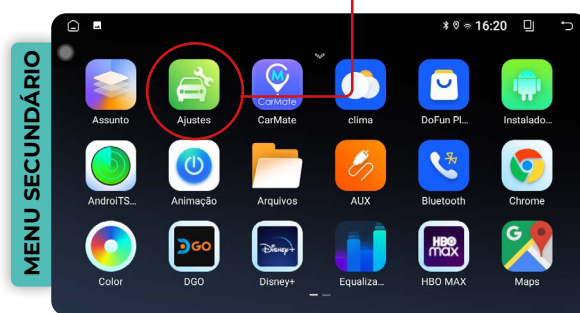 MENU SECUNDÁRIO
16:20
M
CarMate
Assunto
Ajustes
CarMate
clima
DoFun Pl...
Instalado...
AndroiTS...
Animação
Arquivos
AUX
Bluetooth
Chrome
DGO
Disney+
HBO
max
G
Color
DGO
Disney+
Equaliza...
HBO MAX
Maps